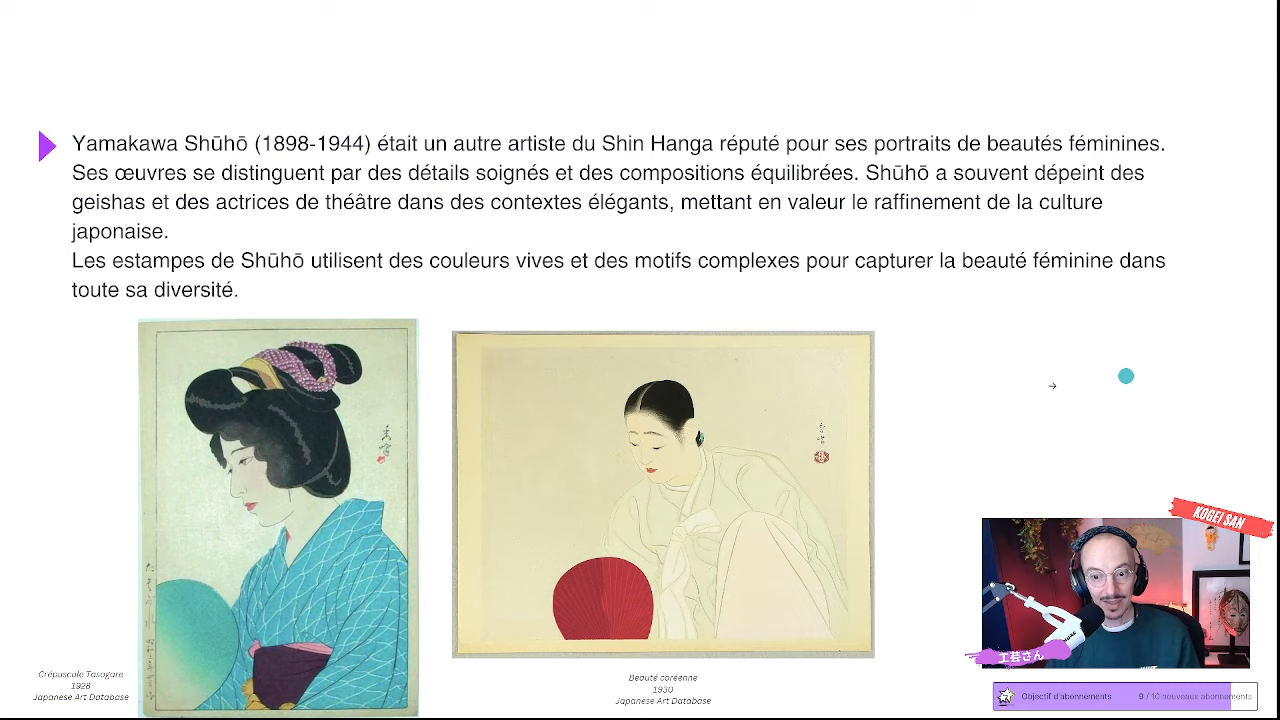 Yamakawa Shūhō (1898-1944) était un autre artiste du Shin Hanga réputé pour ses portraits de beautés féminines.
Ses œuvres se distinguent par des détails soignés et des compositions équilibrées. Shūhō a souvent dépeint des
geishas et des actrices de théâtre dans des contextes élégants, mettant en valeur le raffinement de la culture
japonaise.
Les estampes de Shūhō utilisent des couleurs vives et des motifs complexes pour capturer la beauté féminine dans
toute sa diversité.
Crépuscule Tasogare
1928
Japanese Art Database
Beauté coréenne
1930
Japanese Art Database
KOGEI SAN
工芸さん
Objectif d'abonnements 9 / 10 nouveaux abonnements